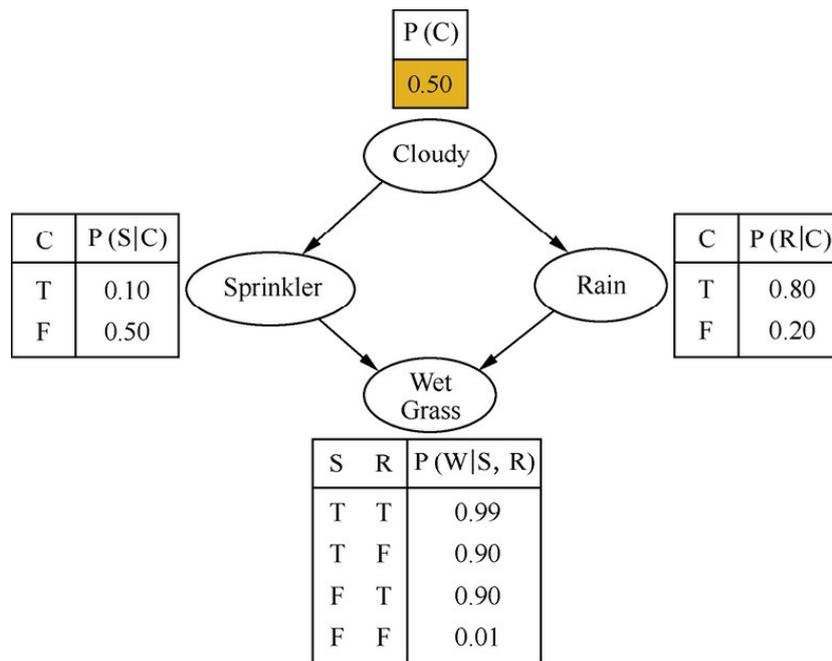 P (C)
0.50
Cloudy
C P (S|C)
T 0.10
F 0.50
Sprinkler
Rain
C P (R|C)
T 0.80
F 0.20
Wet
Grass
S R P (W|S, R)
T T 0.99
T F 0.90
F T 0.90
F F 0.01